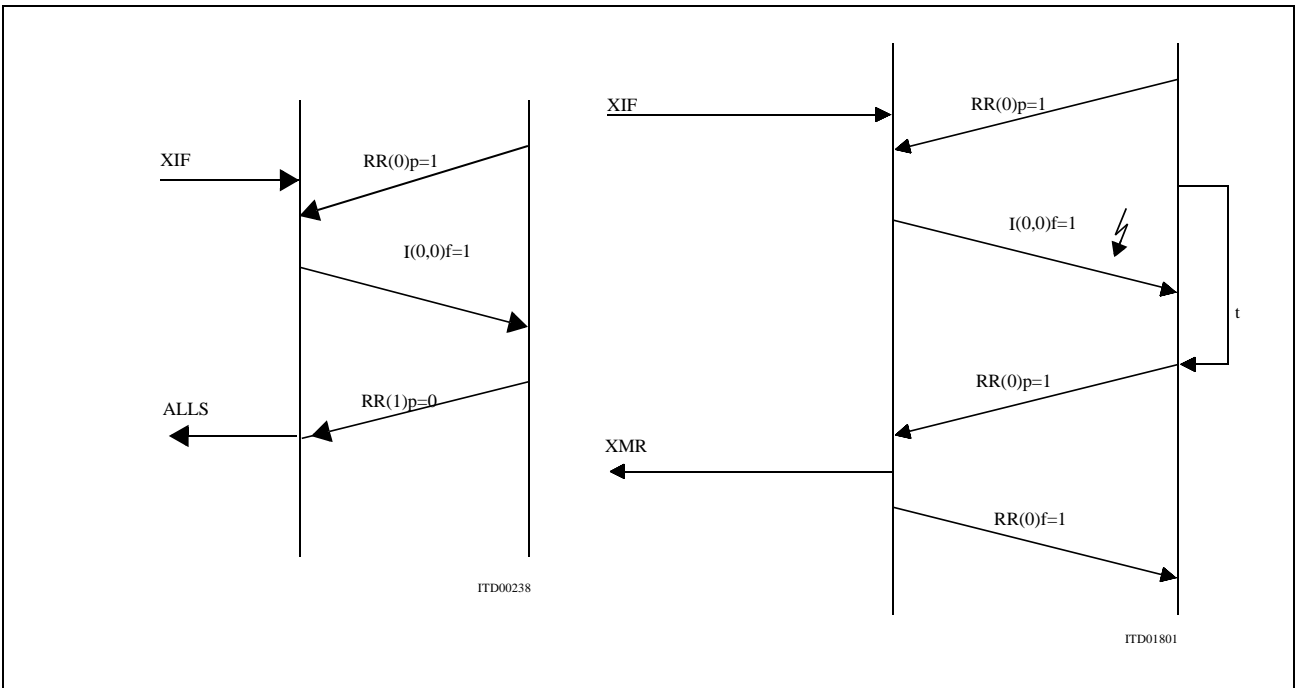 XIF
RR(0)p=1
I(0,0)f=1
RR(1)p=0
ALLS
ITD00238
XIF
RR(0)p=1
I(0,0)f=1
t
RR(0)p=1
XMR
RR(0)f=1
ITD01801